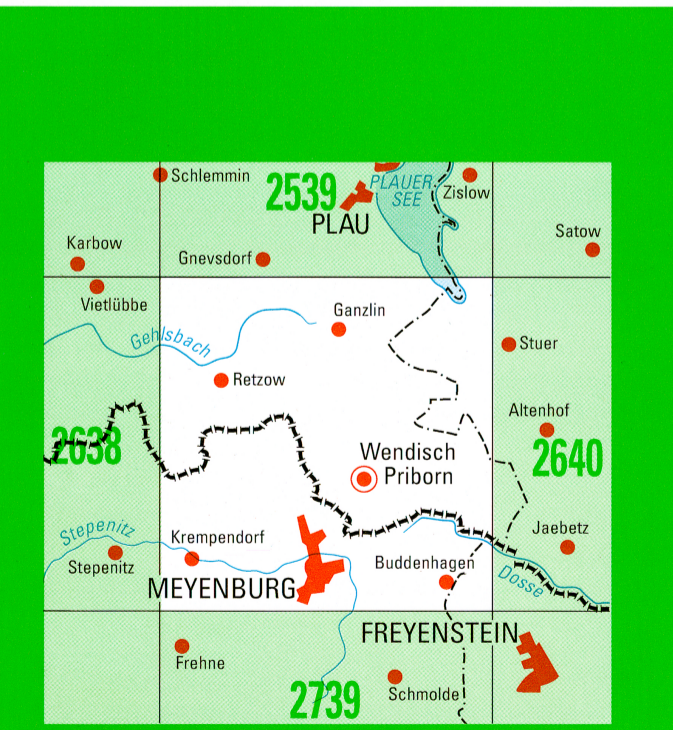 Schlemmin
2539
PLAUER
SEE
Zislow
PLAU
Satow
Karbow
Gnevsdorf
Vietlübbe
Ganzlin
Gehlsbach
Stuer
Retzow
Altenhof
2638
Wendisch
Priborn
2640
Stepenitz
Krempendorf
Jaebetz
Stepenitz
Buddenhagen
MEYENBURG
Dosse
FREYENSTEIN
Frehne
2739
Schmolde